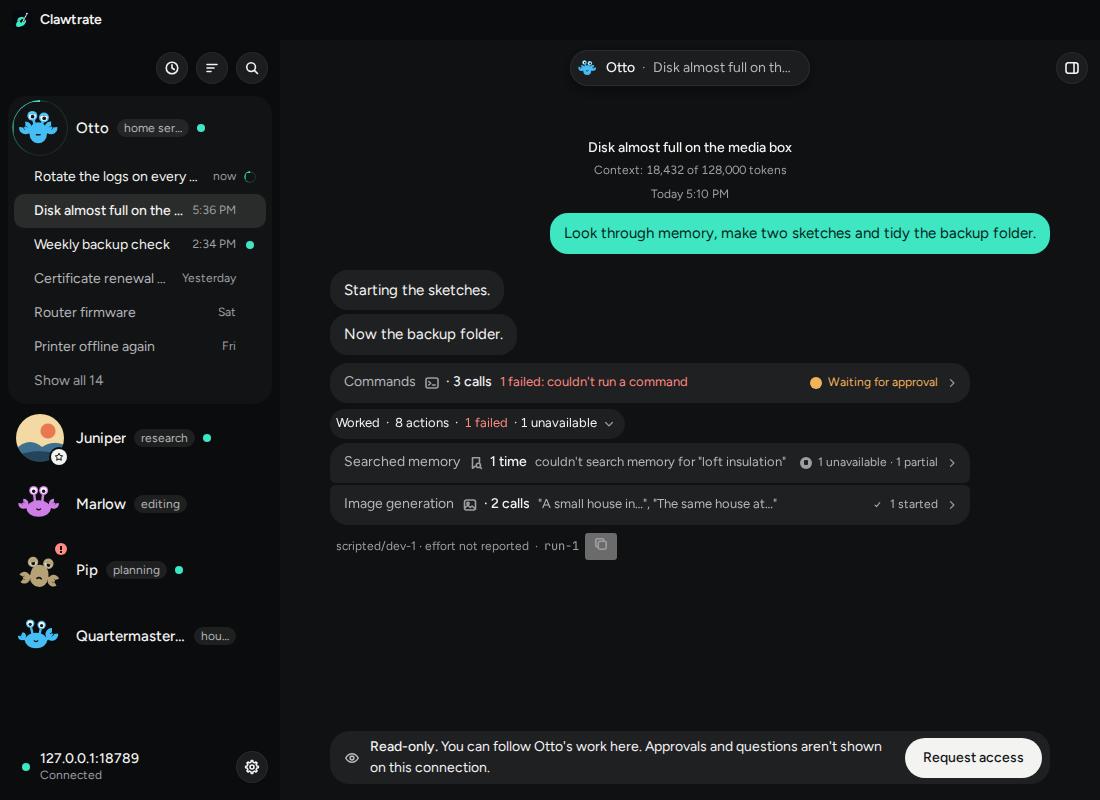 Clawtrate
Otto · Disk almost full on th...
Otto home ser...
Rotate the logs on every ... now
Disk almost full on the ... 5:36 PM
Weekly backup check 2:34 PM
Certificate renewal ... Yesterday
Router firmware Sat
Printer offline again Fri
Show all 14
Juniper research
Marlow editing
Pip planning
Quartermaster... hou...
127.0.0.1:18789
Connected
Disk almost full on the media box
Context: 18,432 of 128,000 tokens
Today 5:10 PM
Look through memory, make two sketches and tidy the backup folder.
Starting the sketches.
Now the backup folder.
Commands · 3 calls 1 failed: couldn't run a command Waiting for approval
Worked · 8 actions · 1 failed · 1 unavailable
Searched memory 1 time couldn't search memory for "loft insulation" 1 unavailable · 1 partial
Image generation · 2 calls "A small house in...", "The same house at..." 1 started
scripted/dev-1 · effort not reported · run-1
Read-only. You can follow Otto's work here. Approvals and questions aren't shown
on this connection.
Request access